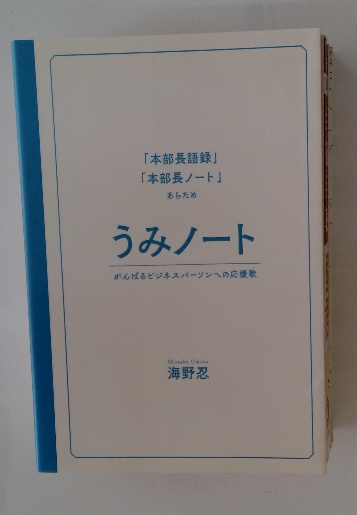 「本部長語録」
「本部長ノート」
あらため
うみノート
がんばるビジネスパーソンへの応援歌
Shinobu Umino
海野忍